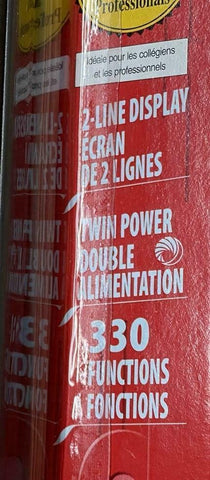 Professionals
Idéale pour les collégiens
et les professionnels
2-LINE DISPLAY
ÉCRAN
DE 2 LIGNES
TWIN POWER
DOUBLE
ALIMENTATION
330
FUNCTIONS
FONCTIONS